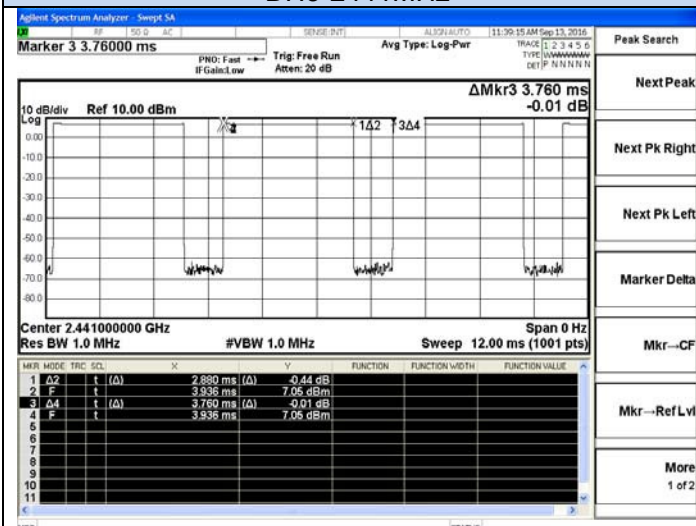 Agilent Spectrum Analyzer - Swept SA
RF 50 Ω AC SENSE:INT ALIGN AUTO 11:39:15 AM Sep 13, 2016
Marker 3 3.76000 ms
PNO: Fast Trig: Free Run Avg Type: Log-Pwr TRACE 1 2 3 4 5 6
IFGain:Low Atten: 20 dB TYPE WWWWWW
DET P N N N N N
Peak Search
ΔMkr3 3.760 ms
-0.01 dB
10 dB/div Ref 10.00 dBm
Log
0.00
-10.0
-20.0
-30.0
-40.0
-50.0
-60.0
-70.0
-80.0
1Δ2 3Δ4
Center 2.441000000 GHz Span 0 Hz
Res BW 1.0 MHz #VBW 1.0 MHz Sweep 12.00 ms (1001 pts)
MKR MODE TRC SCL X Y FUNCTION FUNCTION WIDTH FUNCTION VALUE
1 Δ2 t (Δ) 2.880 ms (Δ) -0.44 dB
2 F t 3.936 ms 7.05 dBm
3 Δ4 t (Δ) 3.760 ms (Δ) -0.01 dB
4 F t 3.936 ms 7.05 dBm
5
6
7
8
9
10
11
Next Peak
Next Pk Right
Next Pk Left
Marker Delta
Mkr→CF
Mkr→Ref Lvl
More
1 of 2